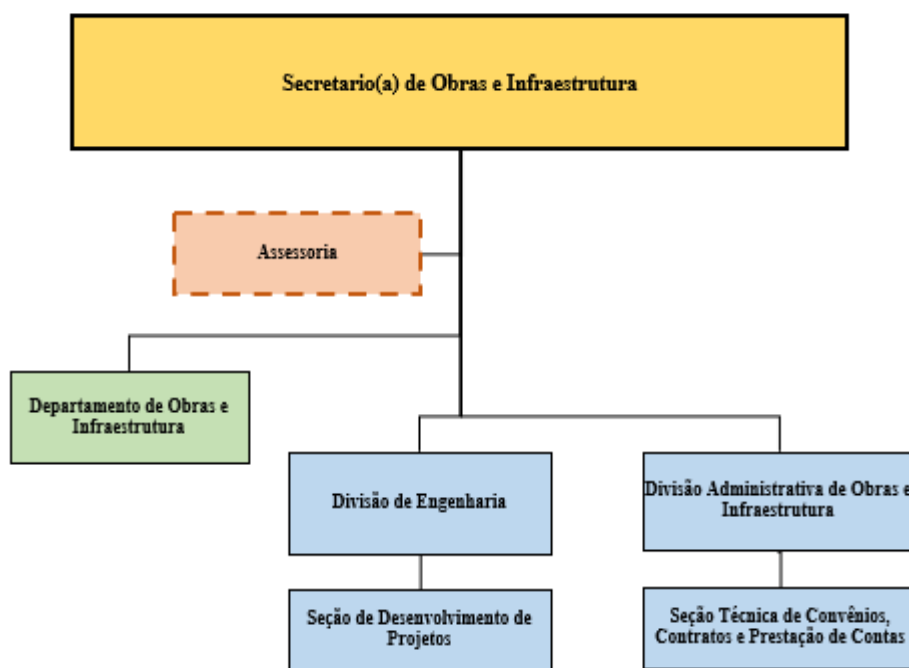 Secretario(a) de Obras e Infraestrutura
Assessoria
Departamento de Obras e
Infraestrutura
Divisão de Engenharia
Divisão Administrativa de Obras e
Infraestrutura
Seção de Desenvolvimento de
Projetos
Seção Técnica de Convênios,
Contratos e Prestação de Contas